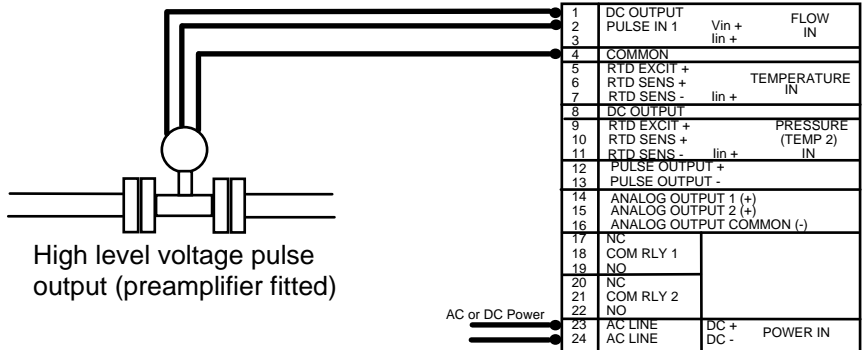 1 DC OUTPUT FLOW
2 PULSE IN 1 Vin + IN
3 Iin +
4 COMMON
5 RTD EXCIT + TEMPERATURE
6 RTD SENS + IN
7 RTD SENS - Iin +
8 DC OUTPUT
9 RTD EXCIT + PRESSURE
10 RTD SENS + (TEMP 2)
11 RTD SENS - Iin + IN
12 PULSE OUTPUT +
13 PULSE OUTPUT -
14 ANALOG OUTPUT 1 (+)
15 ANALOG OUTPUT 2 (+)
16 ANALOG OUTPUT COMMON (-)
17 NC
18 COM RLY 1
19 NO
20 NC
21 COM RLY 2
22 NO
23 AC LINE DC + POWER IN
24 AC LINE DC -
High level voltage pulse
output (preamplifier fitted)
AC or DC Power